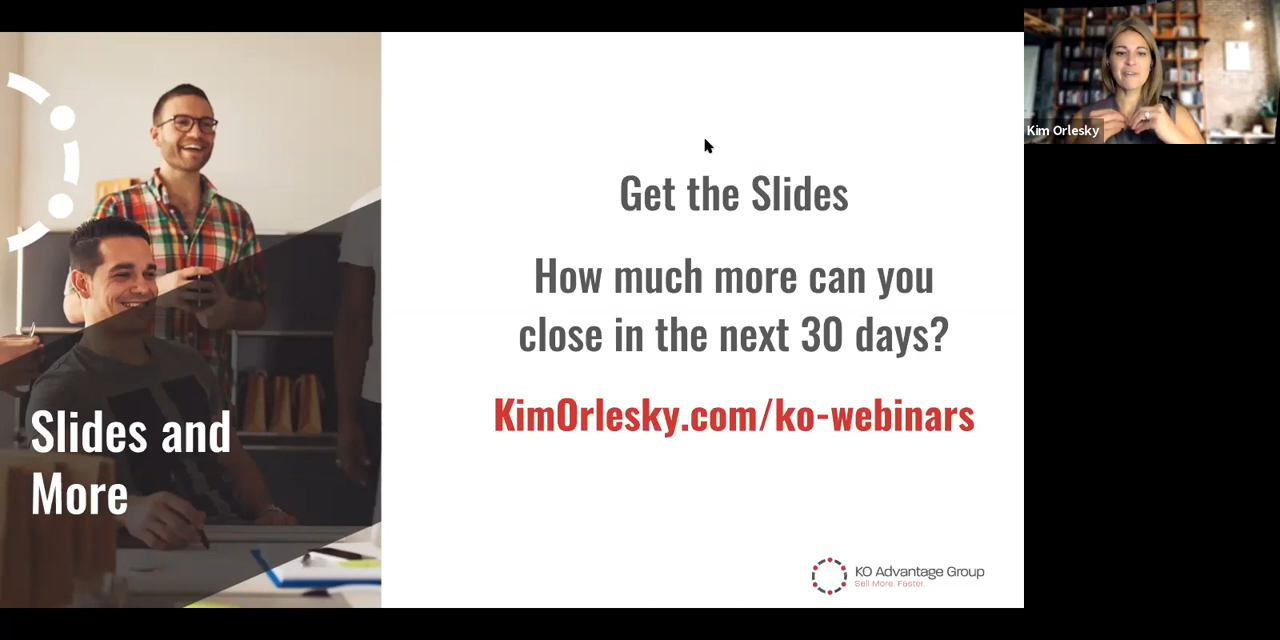 Slides and
More
Get the Slides
How much more can you
close in the next 30 days?
KimOrlesky.com/ko-webinars
KO Advantage Group
Sell More. Faster.
Kim Orlesky